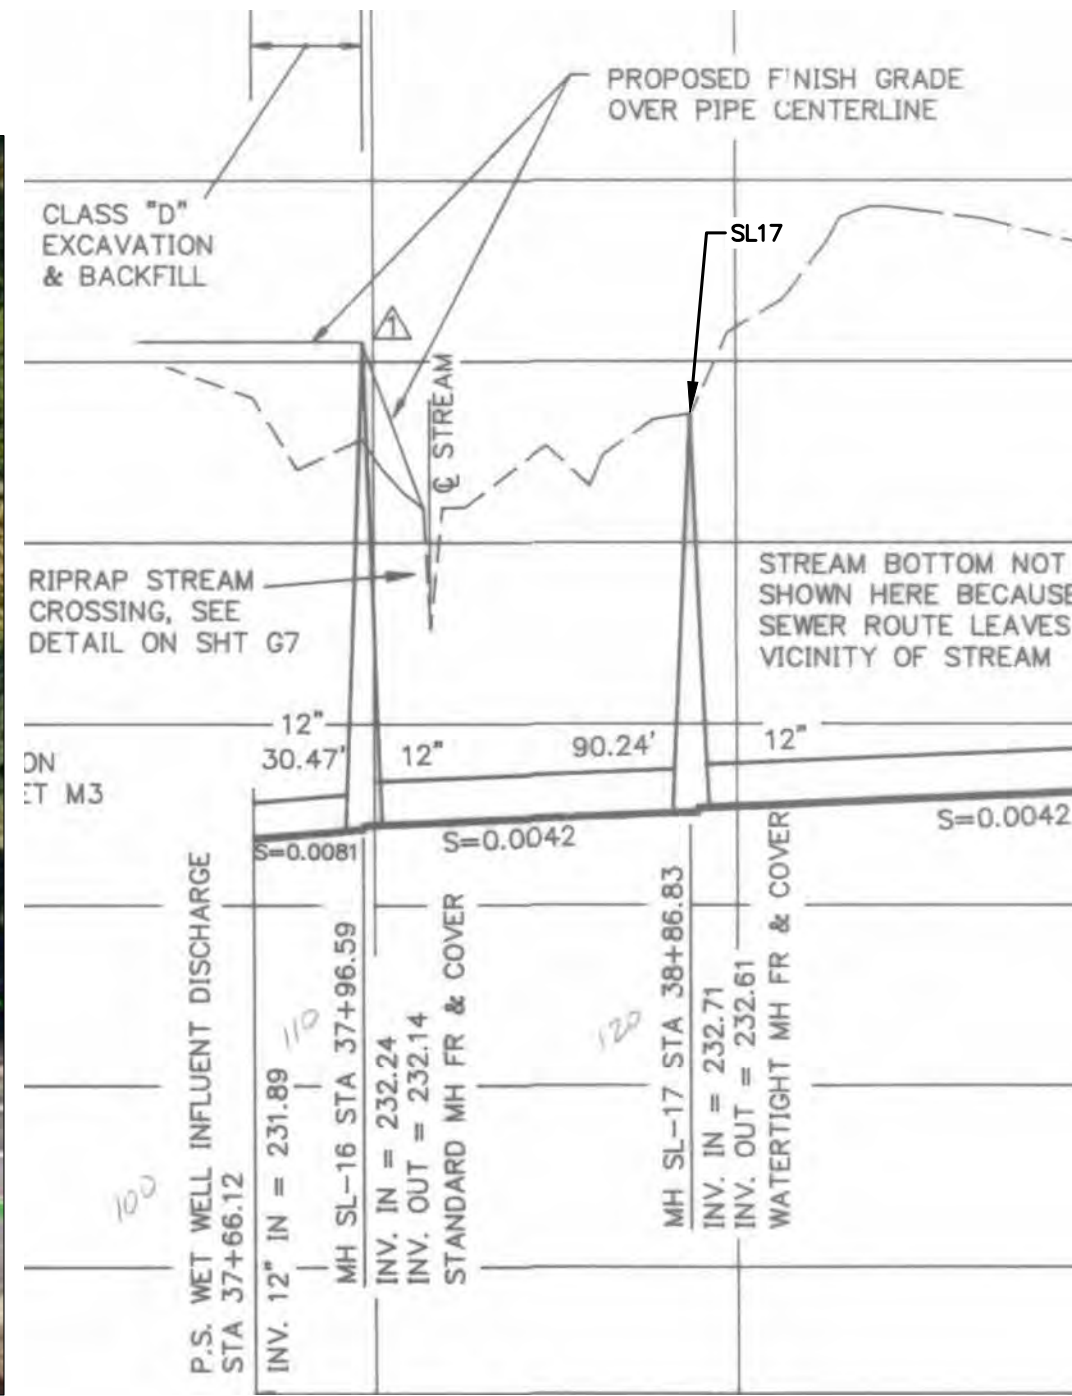 PROPOSED F'NISH GRADE
OVER PIPE CENTERLINE
CLASS "D"
EXCAVATION
& BACKFILL
SL17
1
℄ STREAM
RIPRAP STREAM
CROSSING, SEE
DETAIL ON SHT G7
STREAM BOTTOM NOT
SHOWN HERE BECAUSE
SEWER ROUTE LEAVES
VICINITY OF STREAM
12"
30.47'
12"
90.24'
12"
ON
ET M3
S=0.0081
S=0.0042
S=0.0042
P.S. WET WELL INFLUENT DISCHARGE
STA 37+66.12
INV. 12" IN = 231.89
MH SL-16 STA 37+96.59
INV. IN = 232.24
INV. OUT = 232.14
STANDARD MH FR & COVER
MH SL-17 STA 38+86.83
INV. IN = 232.71
INV. OUT = 232.61
WATERTIGHT MH FR & COVER
100
110
120